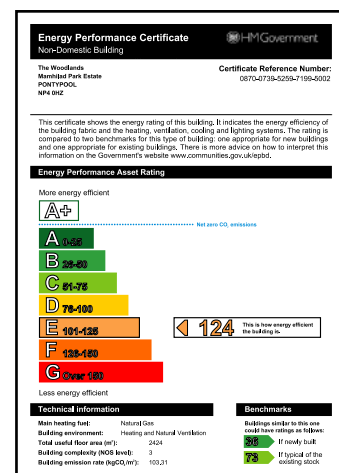 Energy Performance Certificate
Non-Domestic Building
HM Government
The Woodlands
Mamhilad Park Estate
PONTYPOOL
NP4 0HZ
Certificate Reference Number:
0870-0739-5259-7199-5002
This certificate shows the energy rating of this building. It indicates the energy efficiency of
the building fabric and the heating, ventilation, cooling and lighting systems. The rating is
compared to two benchmarks for this type of building: one appropriate for new buildings
and one appropriate for existing buildings. There is more advice on how to interpret this
information on the Government's website www.communities.gov.uk/epbd.
Energy Performance Asset Rating
More energy efficient
A+
Net zero CO₂ emissions
A 0-25
B 26-50
C 51-75
D 76-100
E 101-125
124 This is how energy efficient
the building is.
F 126-150
G Over 150
Less energy efficient
Technical information
Main heating fuel: Natural Gas
Building environment: Heating and Natural Ventilation
Total useful floor area (m²): 2424
Building complexity (NOS level): 3
Building emission rate (kgCO₂/m²): 103.31
Benchmarks
Buildings similar to this one
could have ratings as follows:
If newly built
73 If typical of the
existing stock